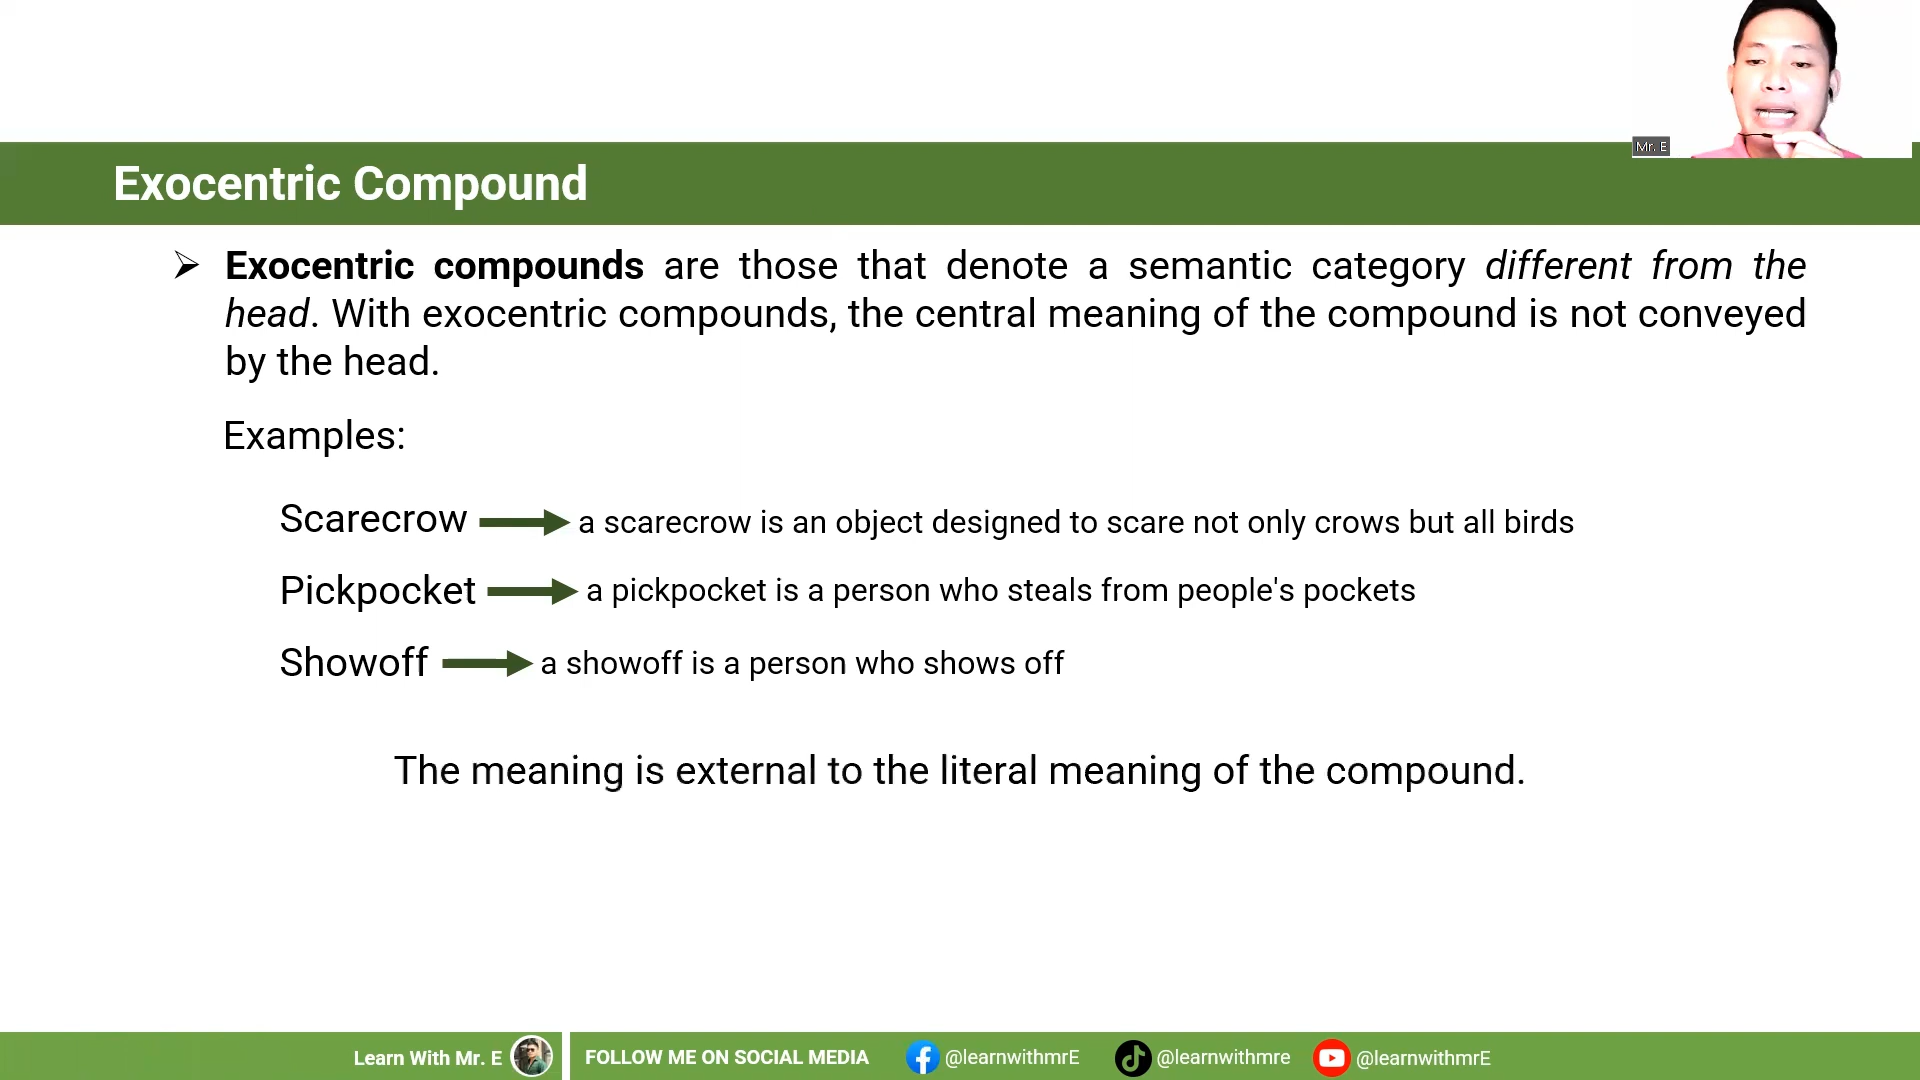 Mr. E
Exocentric Compound
Exocentric compounds are those that denote a semantic category different from the
head. With exocentric compounds, the central meaning of the compound is not conveyed
by the head.
Examples:
Scarecrow a scarecrow is an object designed to scare not only crows but all birds
Pickpocket a pickpocket is a person who steals from people's pockets
Showoff a showoff is a person who shows off
The meaning is external to the literal meaning of the compound.
Learn With Mr. E FOLLOW ME ON SOCIAL MEDIA @learnwithmrE @learnwithmre @learnwithmrE